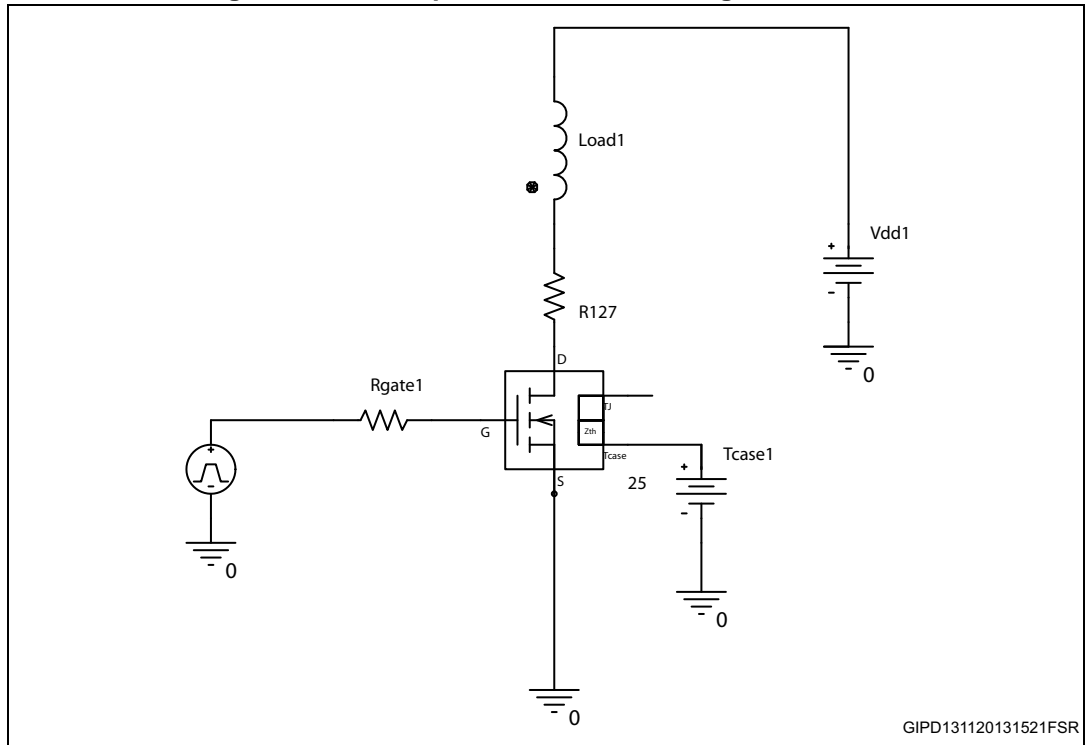 Load1
+
Vdd1
-
R127
0
D
Rgate1
TJ
G
Zth
+
Tcase
Tcase1
+
S
25
-
-
0
0
0
GIPD131120131521FSR